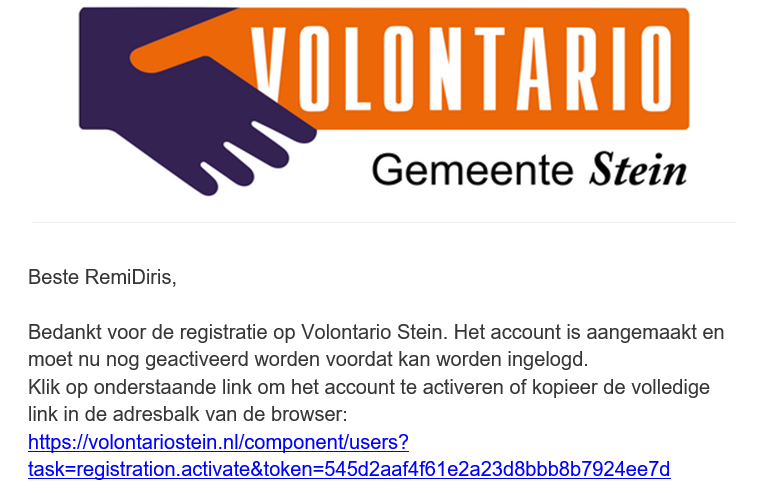 VOLONTARIO
Gemeente Stein
Beste RemiDiris,
Bedankt voor de registratie op Volontario Stein. Het account is aangemaakt en
moet nu nog geactiveerd worden voordat kan worden ingelogd.
Klik op onderstaande link om het account te activeren of kopieer de volledige
link in de adresbalk van de browser:
https://volontariostein.nl/component/users?
task=registration.activate&token=545d2aaf4f61e2a23d8bbb8b7924ee7d